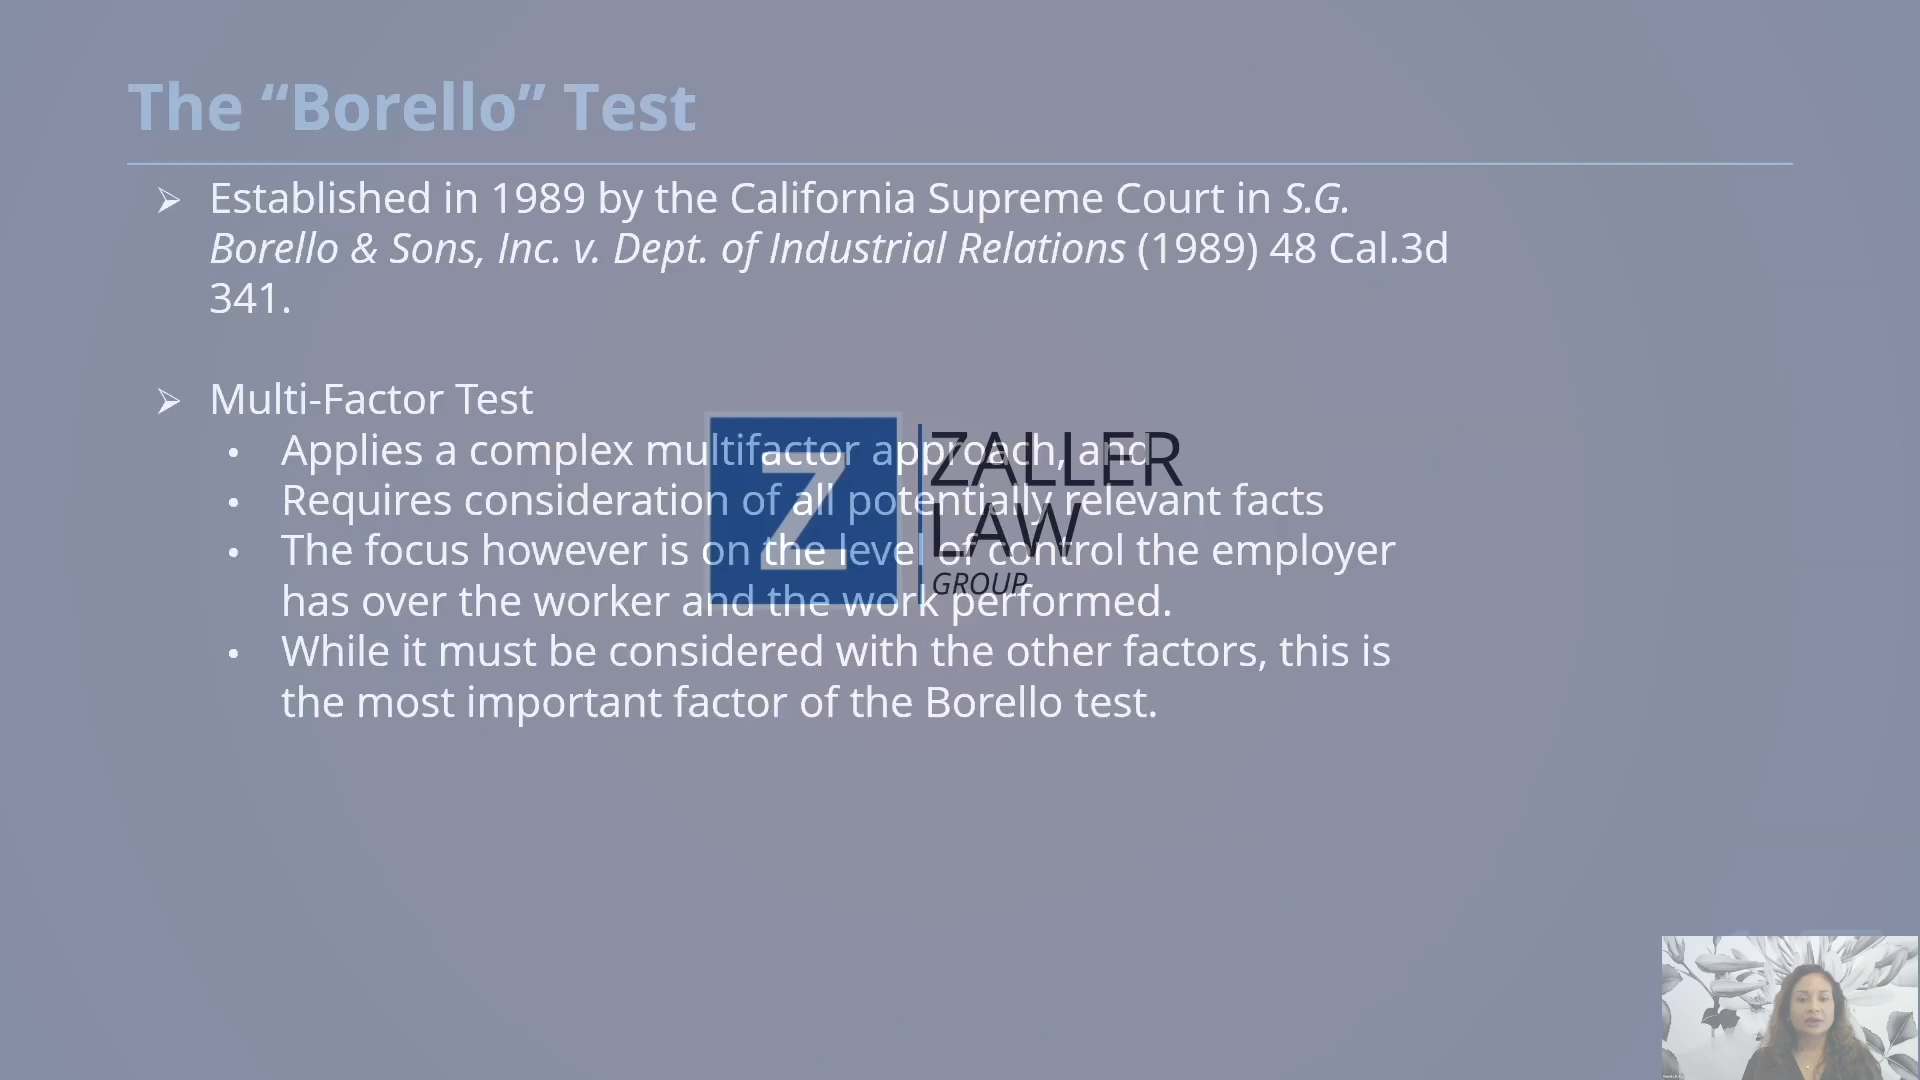 The “Borello” Test
➢ Established in 1989 by the California Supreme Court in S.G.
Borello & Sons, Inc. v. Dept. of Industrial Relations (1989) 48 Cal.3d
341.
➢ Multi-Factor Test
• Applies a complex multifactor approach, and
• Requires consideration of all potentially relevant facts
• The focus however is on the level of control the employer
has over the worker and the work performed.
• While it must be considered with the other factors, this is
the most important factor of the Borello test.
Z
ZALLER
LAW
GROUP